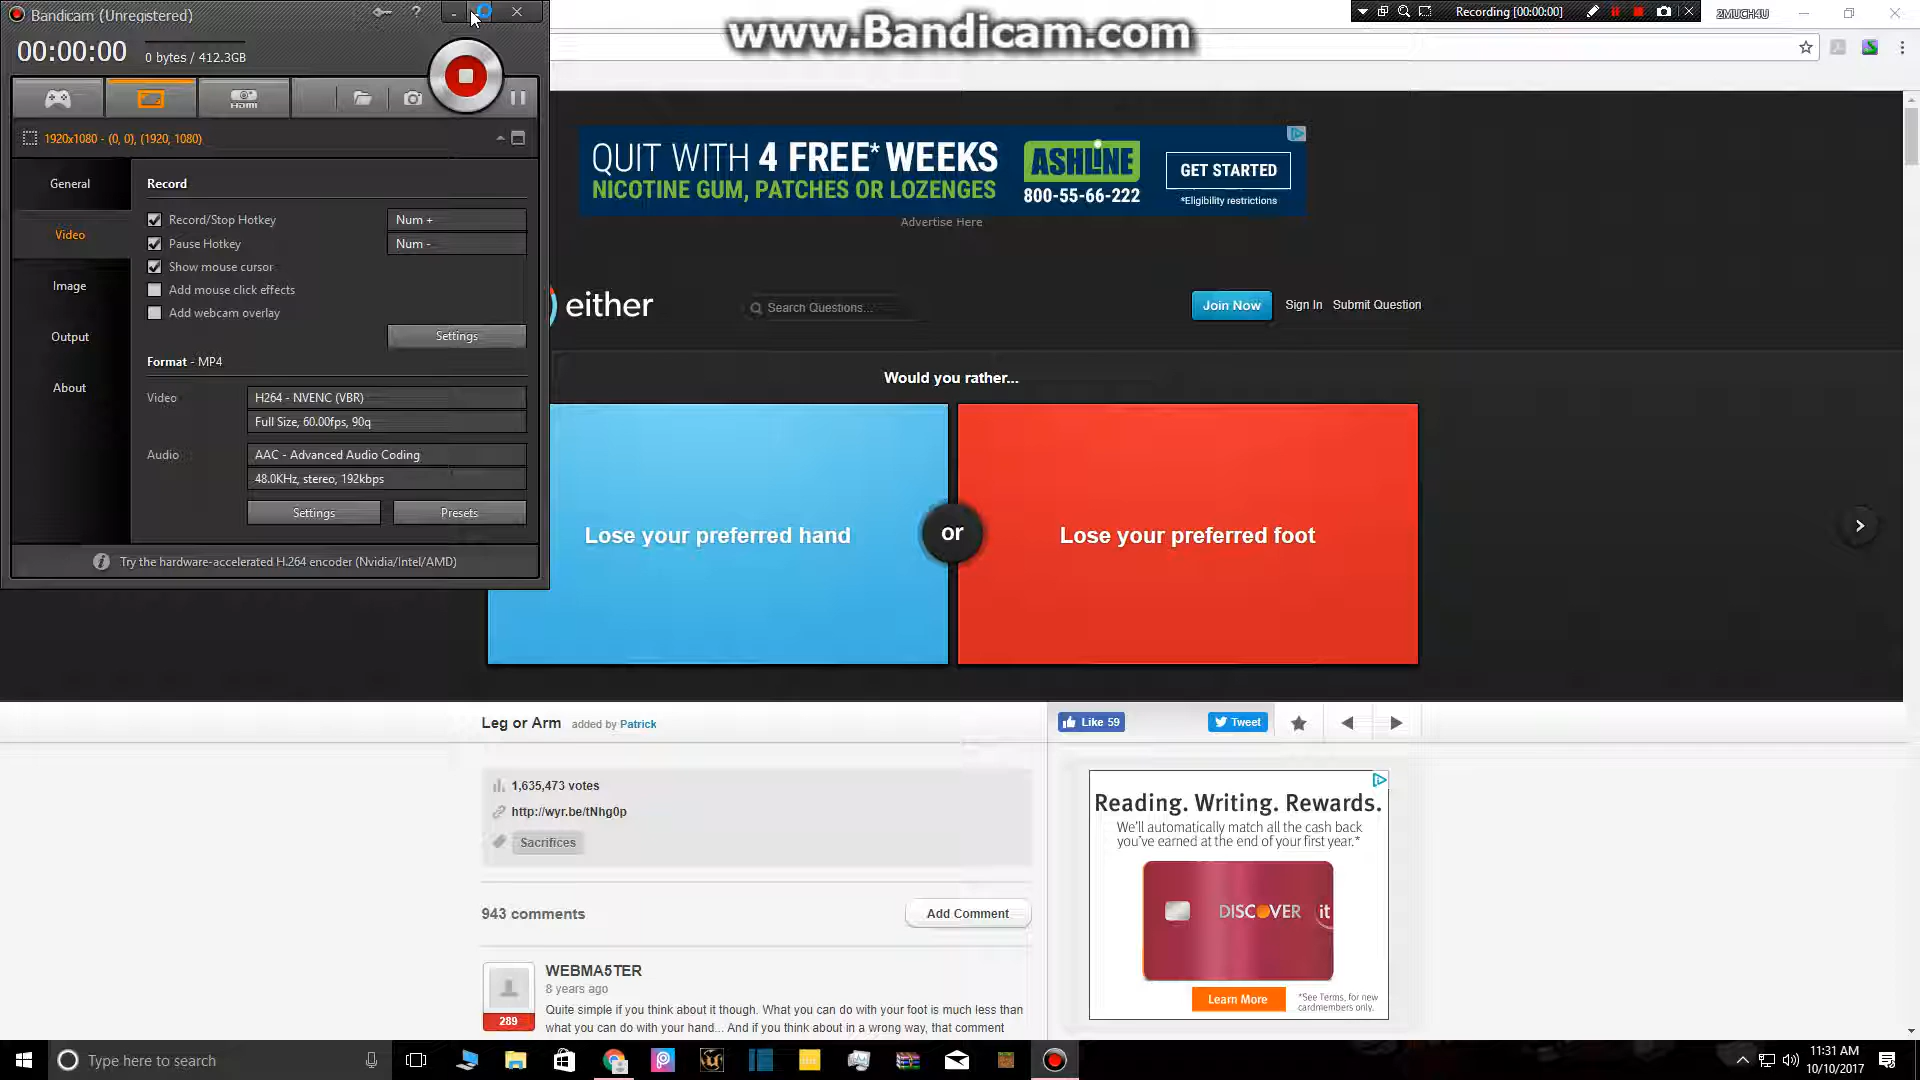 Bandicam (Unregistered)
?
www.Bandicam.com
Recording [00:00:00]
2MUCH4U
00:00:00
0 bytes / 412.3GB
HDMI
1920x1080 - (0, 0), (1920, 1080)
General
Video
Image
Output
About
Record
Record/Stop Hotkey
Num +
Pause Hotkey
Num -
Show mouse cursor
Add mouse click effects
Add webcam overlay
Settings
Format - MP4
Video
H264 - NVENC (VBR)
Full Size, 60.00fps, 90q
Audio
AAC - Advanced Audio Coding
48.0KHz, stereo, 192kbps
Settings
Presets
Try the hardware-accelerated H.264 encoder (Nvidia/Intel/AMD)
QUIT WITH 4 FREE* WEEKS
NICOTINE GUM, PATCHES OR LOZENGES
ASHLINE
800-55-66-222
GET STARTED
*Eligibility restrictions
Advertise Here
either
Search Questions...
Join Now
Sign In
Submit Question
Would you rather...
Lose your preferred hand
or
Lose your preferred foot
Leg or Arm added by Patrick
Like 59
Tweet
1,635,473 votes
http://wyr.be/tNhg0p
Sacrifices
943 comments
Add Comment
WEBMA5TER
8 years ago
289
Quite simple if you think about it though. What you can do with your foot is much less than
what you can do with your hand... And if you think about in a wrong way, that comment
Reading. Writing. Rewards.
We'll automatically match all the cash back
you've earned at the end of your first year.*
DISCOVER it
Learn More
*See Terms, for new
cardmembers only.
Type here to search
11:31 AM
10/10/2017